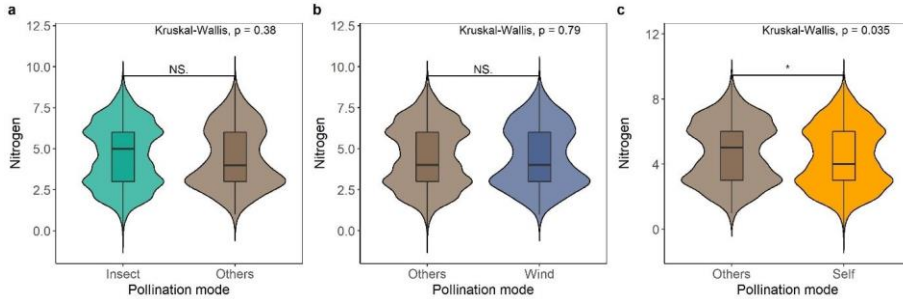 a
Kruskal-Wallis, p = 0.38
NS.
12.5
10.0
7.5
5.0
2.5
0.0
Nitrogen
Insect Others
Pollination mode
b
Kruskal-Wallis, p = 0.79
NS.
12.5
10.0
7.5
5.0
2.5
0.0
Nitrogen
Others Wind
Pollination mode
c
Kruskal-Wallis, p = 0.035
*
12
8
4
0
Nitrogen
Others Self
Pollination mode